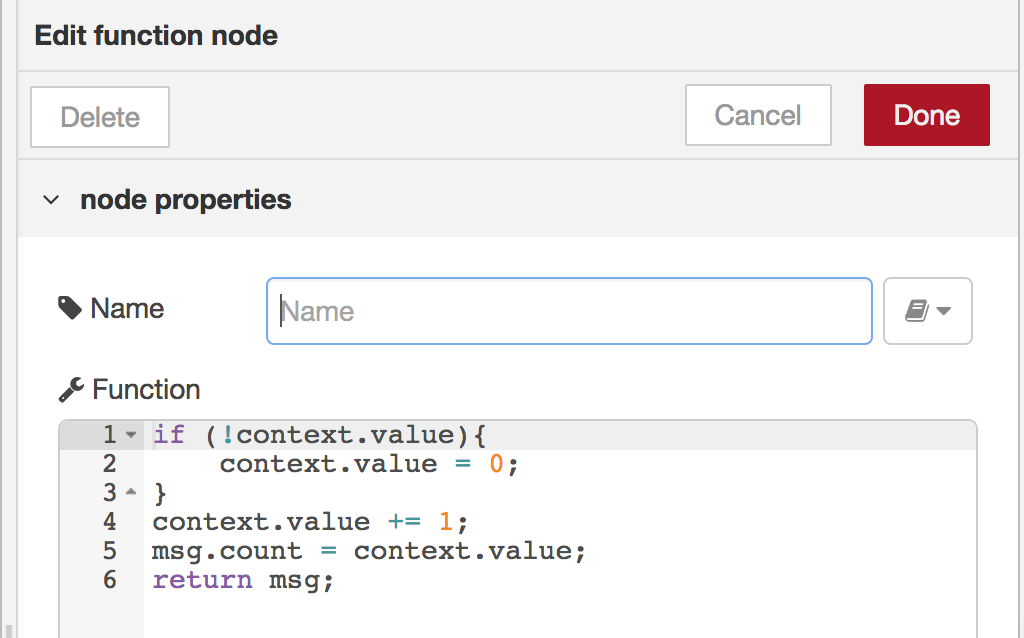 Edit function node
Delete Cancel Done
node properties
Name Name
Function
1 if (!context.value){
2     context.value = 0;
3 }
4 context.value += 1;
5 msg.count = context.value;
6 return msg;